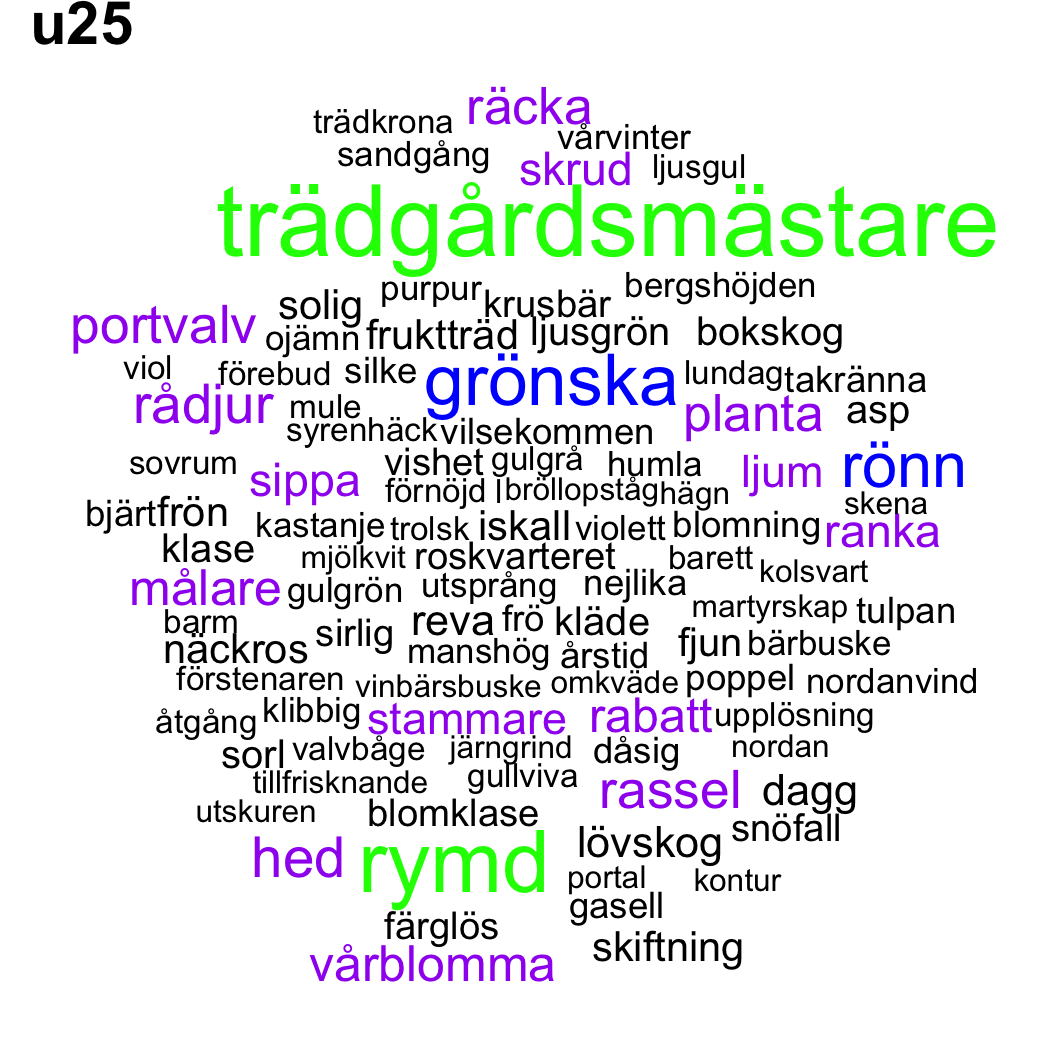 u25
räcka
trädkrona
vårvinter
sandgång skrud ljusgul
trädgårdsmästare
solig purpur krusbär bergshöjden
portvalv ojämn fruktträd ljusgrön bokskog
viol förebud silke grönska lundag takränna
rådjur mule planta asp
syrenhäck vilsekommen
sovrum sippa vishet gulgrå humla ljum rönn
förnöjd bröllopståg hägn skena
bjärt frön kastanje trolsk iskall violett blomning ranka
klase mjölkvit roskvarteret barett kolsvart
målare gulgrön utsprång nejlika
barm reva frö kläde martyrskap tulpan
näckros sirlig manshög årstid fjun bärbuske
förstenaren vinbärsbuske omkväde poppel nordanvind
åtgång klibbig stammare rabatt upplösning
sorl valvbåge järngrind dåsig nordan
tillfrisknande gullviva rassel dagg
utskuren blomklase
hed rymd lövskog snöfall
portal kontur
gasell
färglös
skiftning
vårblomma